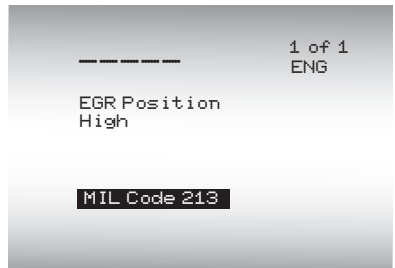 1 of 1
_ _ _ _ _ ENG
EGR Position
High
MIL Code 213